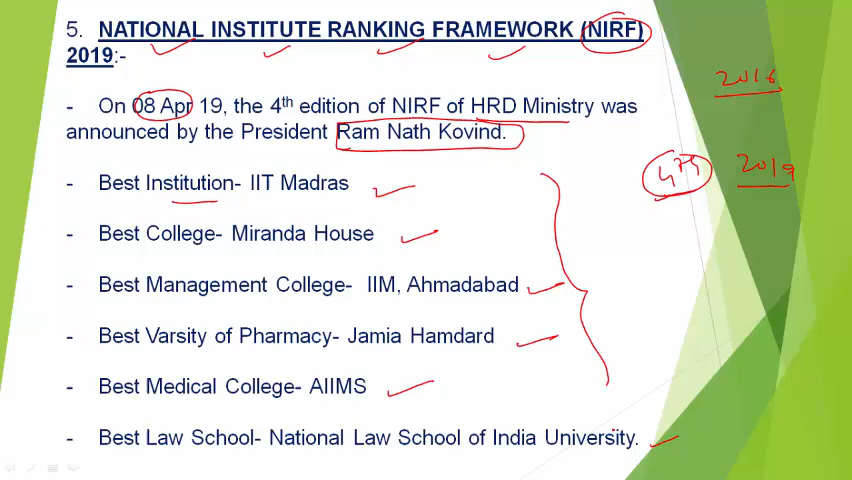 5. NATIONAL INSTITUTE RANKING FRAMEWORK (NIRF)
2019:-
2016
- On 08 Apr 19, the 4th edition of NIRF of HRD Ministry was
announced by the President Ram Nath Kovind.
4th 2019
- Best Institution- IIT Madras
- Best College- Miranda House
- Best Management College- IIM, Ahmadabad
- Best Varsity of Pharmacy- Jamia Hamdard
- Best Medical College- AIIMS
- Best Law School- National Law School of India University.